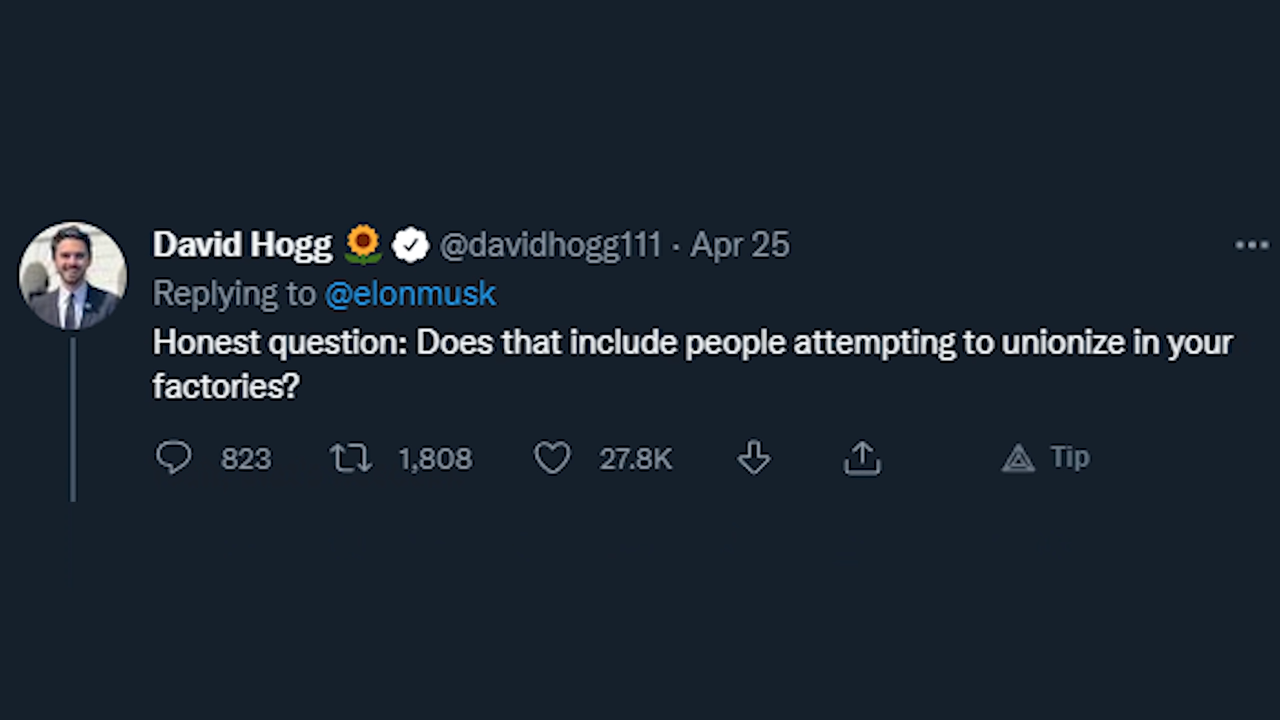 David Hogg 🌻 @davidhogg111 · Apr 25
Replying to @elonmusk
Honest question: Does that include people attempting to unionize in your
factories?
823 1,808 27.8K Tip